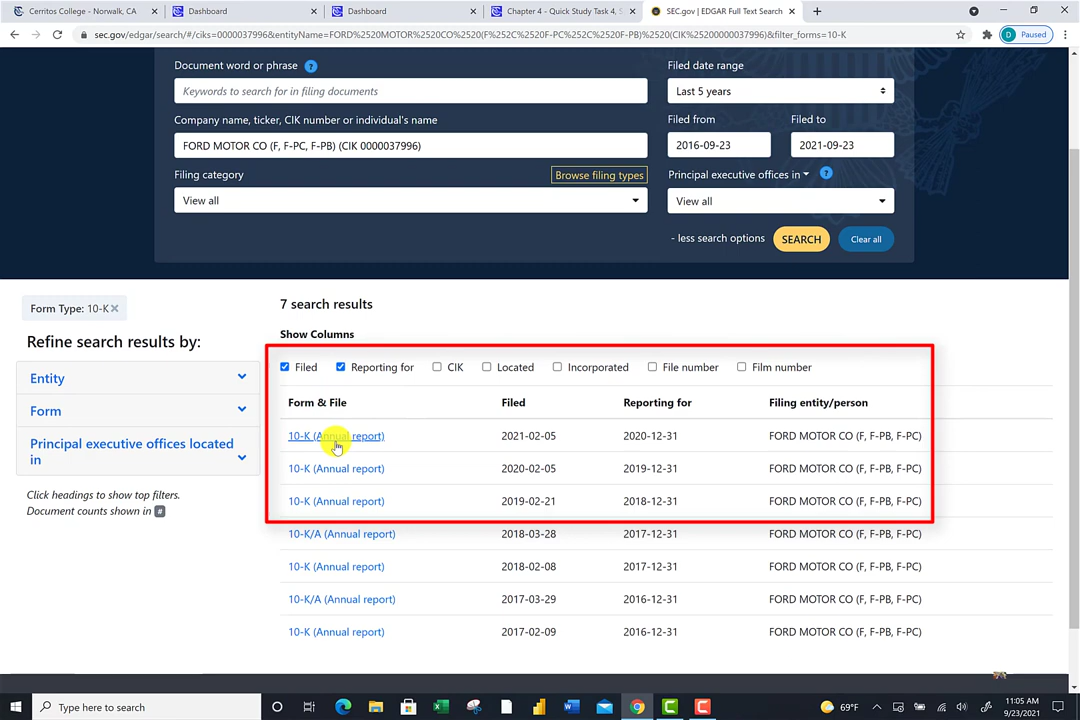 Cerritos College - Norwalk, CA
Dashboard
Dashboard
Chapter 4 - Quick Study Task 4, S
SEC.gov | EDGAR Full Text Search
sec.gov/edgar/search/#/ciks=0000037996&entityName=FORD%2520MOTOR%2520CO%2520(F%252C%2520F-PC%252C%2520F-PB)%2520(CIK%25200000037996)&filter_forms=10-K
D Paused
Document word or phrase ?
Filed date range
Keywords to search for in filing documents
Last 5 years
Company name, ticker, CIK number or individual's name
Filed from
Filed to
FORD MOTOR CO (F, F-PC, F-PB) (CIK 0000037996)
2016-09-23
2021-09-23
Filing category
Browse filing types
Principal executive offices in ?
View all
View all
- less search options
SEARCH
Clear all
Form Type: 10-K
7 search results
Refine search results by:
Show Columns
Filed
Reporting for
CIK
Located
Incorporated
File number
Film number
Entity
Form
Principal executive offices located
in
Click headings to show top filters.
Document counts shown in #
Form & File Filed Reporting for Filing entity/person
10-K (Annual report) 2021-02-05 2020-12-31 FORD MOTOR CO (F, F-PB, F-PC)
10-K (Annual report) 2020-02-05 2019-12-31 FORD MOTOR CO (F, F-PB, F-PC)
10-K (Annual report) 2019-02-21 2018-12-31 FORD MOTOR CO (F, F-PB, F-PC)
10-K/A (Annual report) 2018-03-28 2017-12-31 FORD MOTOR CO (F, F-PB, F-PC)
10-K (Annual report) 2018-02-08 2017-12-31 FORD MOTOR CO (F, F-PB, F-PC)
10-K/A (Annual report) 2017-03-29 2016-12-31 FORD MOTOR CO (F, F-PB, F-PC)
10-K (Annual report) 2017-02-09 2016-12-31 FORD MOTOR CO (F, F-PB, F-PC)
Type here to search
69°F
11:05 AM
9/23/2021